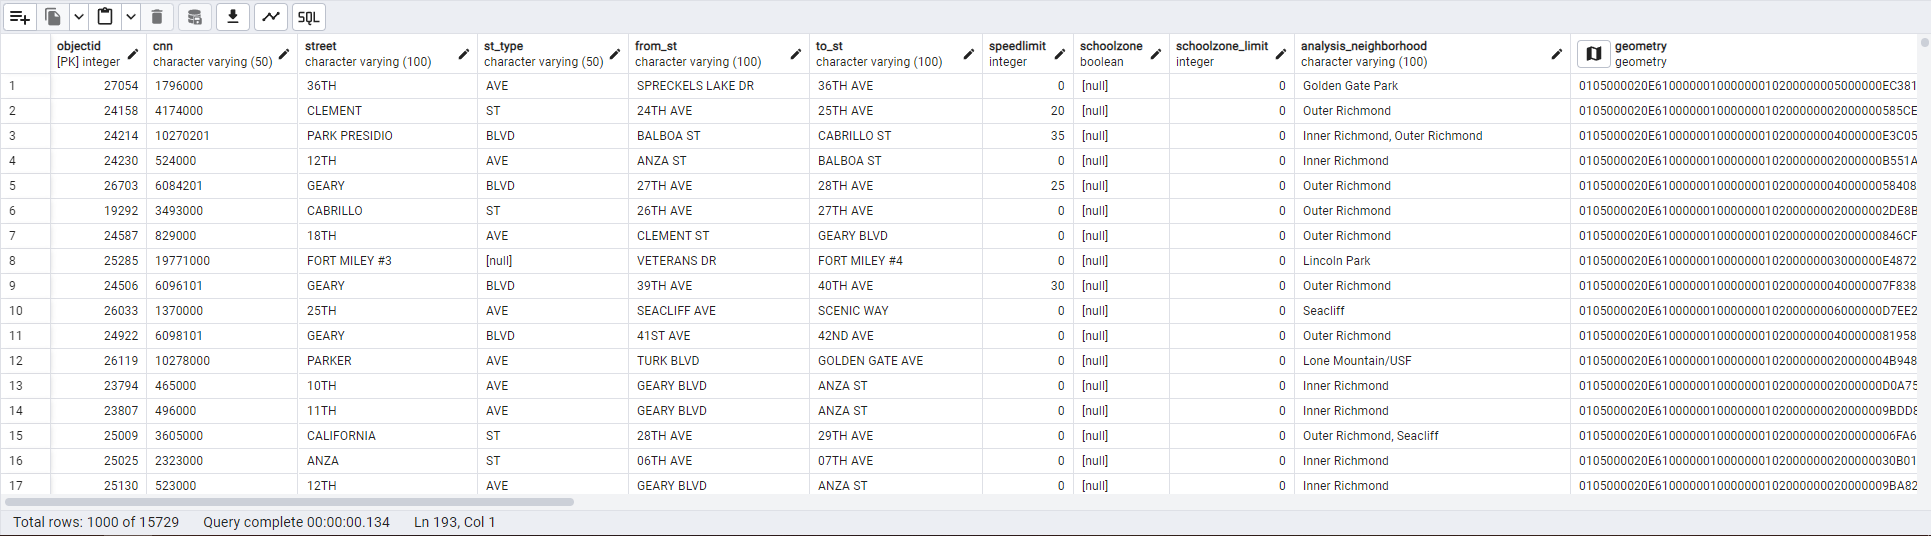 SQL
objectid cnn street st_type from_st to_st speedlimit schoolzone schoolzone_limit analysis_neighborhood geometry
[PK] integer character varying (50) character varying (100) character varying (50) character varying (100) character varying (100) integer boolean integer character varying (100) geometry
1 27054 1796000 36TH AVE SPRECKELS LAKE DR 36TH AVE 0 [null] 0 Golden Gate Park 0105000020E610000001000000010200000005000000EC381
2 24158 4174000 CLEMENT ST 24TH AVE 25TH AVE 20 [null] 0 Outer Richmond 0105000020E610000001000000010200000005000000585CE
3 24214 10270201 PARK PRESIDIO BLVD BALBOA ST CABRILLO ST 35 [null] 0 Inner Richmond, Outer Richmond 0105000020E610000001000000010200000004000000E3C05
4 24230 524000 12TH AVE ANZA ST BALBOA ST 0 [null] 0 Inner Richmond 0105000020E610000001000000010200000002000000B551A
5 26703 6084201 GEARY BLVD 27TH AVE 28TH AVE 25 [null] 0 Outer Richmond 0105000020E61000000100000001020000000400000058408
6 19292 3493000 CABRILLO ST 26TH AVE 27TH AVE 0 [null] 0 Outer Richmond 0105000020E6100000010000000102000000020000002DE8B
7 24587 829000 18TH AVE CLEMENT ST GEARY BLVD 0 [null] 0 Outer Richmond 0105000020E610000001000000010200000002000000846CF
8 25285 19771000 FORT MILEY #3 [null] VETERANS DR FORT MILEY #4 0 [null] 0 Lincoln Park 0105000020E610000001000000010200000003000000E4872
9 24506 6096101 GEARY BLVD 39TH AVE 40TH AVE 30 [null] 0 Outer Richmond 0105000020E6100000010000000102000000040000007F838
10 26033 1370000 25TH AVE SEACLIFF AVE SCENIC WAY 0 [null] 0 Seacliff 0105000020E610000001000000010200000006000000D7EE2
11 24922 6098101 GEARY BLVD 41ST AVE 42ND AVE 0 [null] 0 Outer Richmond 0105000020E61000000100000001020000000400000081958
12 26119 10278000 PARKER AVE TURK BLVD GOLDEN GATE AVE 0 [null] 0 Lone Mountain/USF 0105000020E6100000010000000102000000020000004B948
13 23794 465000 10TH AVE GEARY BLVD ANZA ST 0 [null] 0 Inner Richmond 0105000020E610000001000000010200000002000000D0A75
14 23807 496000 11TH AVE GEARY BLVD ANZA ST 0 [null] 0 Inner Richmond 0105000020E6100000010000000102000000020000009BDD8
15 25009 3605000 CALIFORNIA ST 28TH AVE 29TH AVE 0 [null] 0 Outer Richmond, Seacliff 0105000020E6100000010000000102000000020000006FA6
16 25025 2323000 ANZA ST 06TH AVE 07TH AVE 0 [null] 0 Inner Richmond 0105000020E61000000100000001020000000200000030B01
17 25130 523000 12TH AVE GEARY BLVD ANZA ST 0 [null] 0 Inner Richmond 0105000020E6100000010000000102000000020000009BA82
Total rows: 1000 of 15729 Query complete 00:00:00.134 Ln 193, Col 1